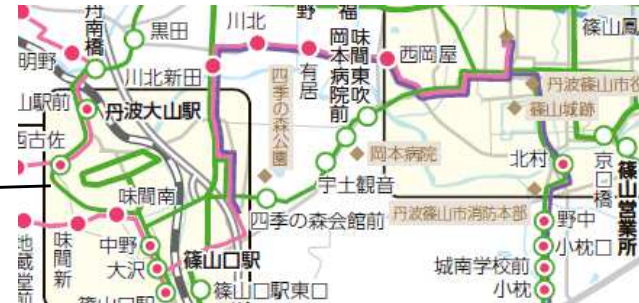 丹南橋
黒田
川北
野
福
味間東吹
岡本病院前
西岡屋
篠山鳳
明野
川北新田
有居
四季の森公園
丹波篠山市役
篠山城跡
山駅前
丹波大山駅
西古佐
岡本病院
北村
京口橋
篠山営業所
味間南
宇土観音
四季の森会館前
丹波篠山市消防本部
野中
地蔵堂前
味間新
中野
篠山口駅
小枕口
大沢
城南学校前
篠山口駅
篠山口駅東口
小枕